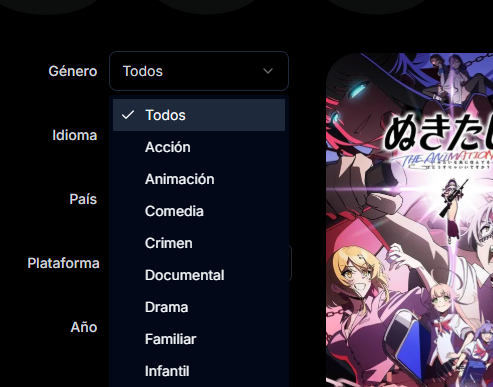 Género
Todos
Todos
Acción
Idioma
Animación
País
Comedia
Crimen
Plataforma
Documental
Drama
Año
Familiar
Infantil
ぬきたし
THE ANIMATION